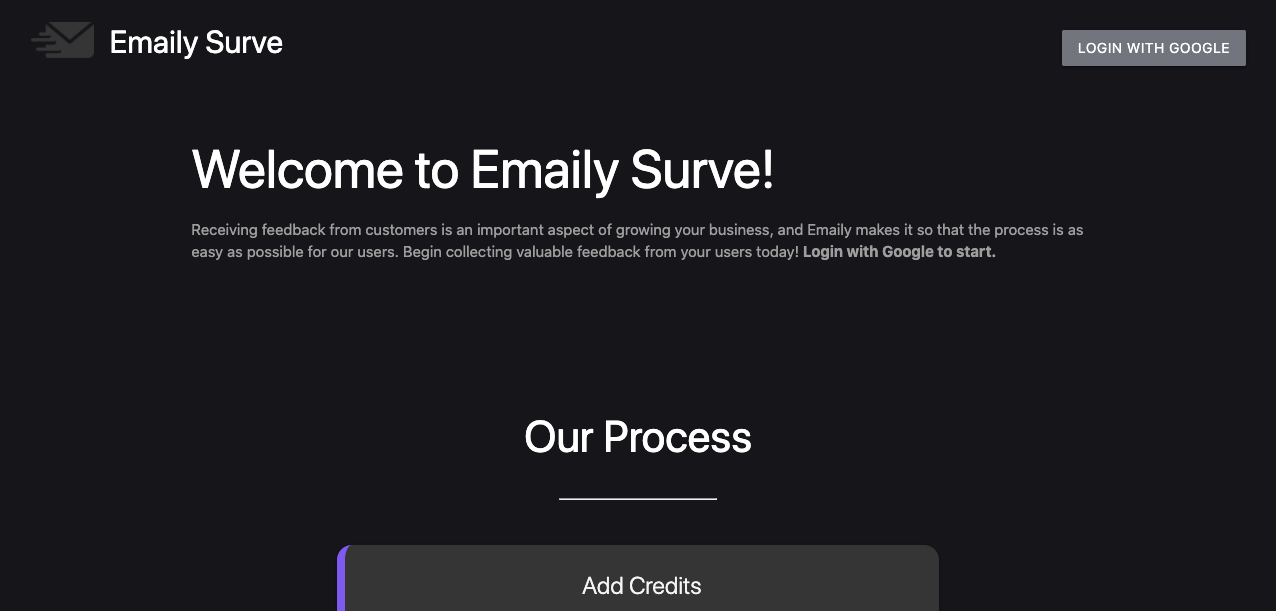 Emaily Surve
LOGIN WITH GOOGLE
Welcome to Emaily Surve!
Receiving feedback from customers is an important aspect of growing your business, and Emaily makes it so that the process is as
easy as possible for our users. Begin collecting valuable feedback from your users today! Login with Google to start.
Our Process
Add Credits